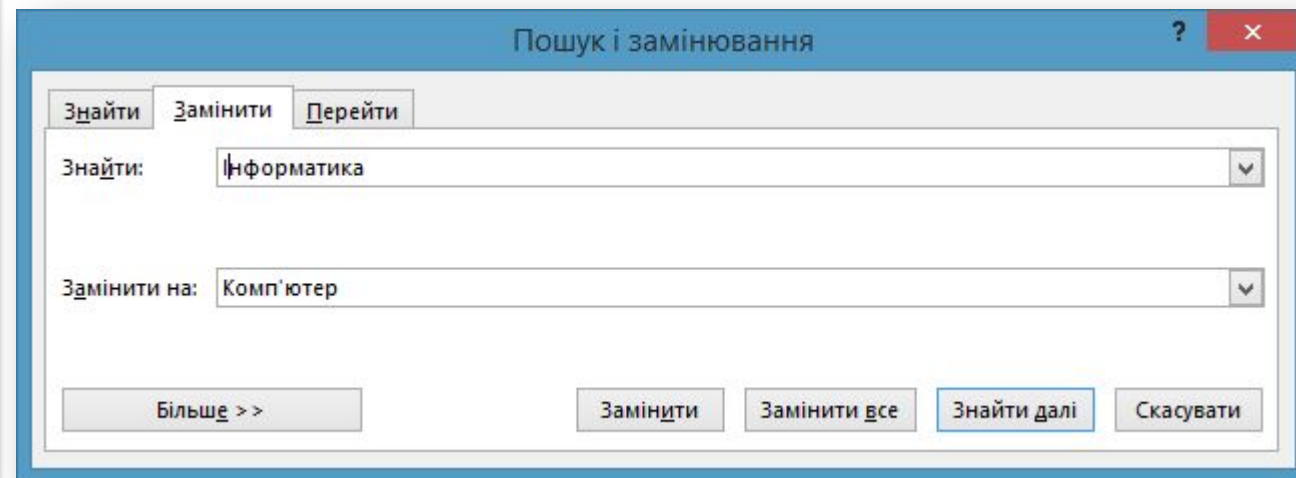 Пошук і замінювання ?
Знайти Замінити Перейти
Знайти: Інформатика
Замінити на: Комп'ютер
Більше >> Замінити Замінити все Знайти далі Скасувати